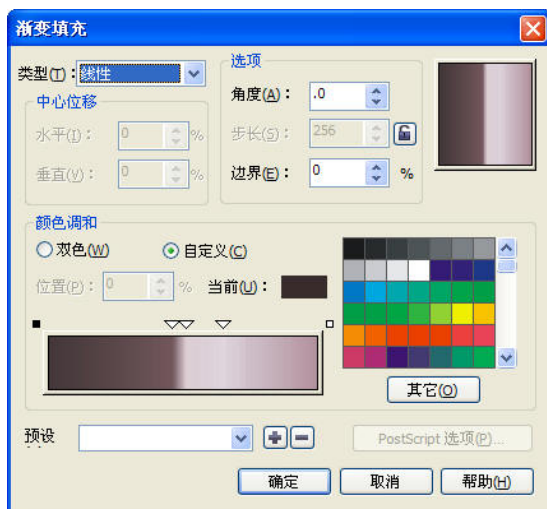 渐变填充
类型(T): 线性
中心位移
水平(I): 0 %
垂直(V): 0 %
选项
角度(A): .0
步长(S): 256
边界(E): 0 %
颜色调和
双色(W) 自定义(C)
位置(P): 0 % 当前(U):
其它(O)
预设
PostScript 选项(P)...
确定 取消 帮助(H)